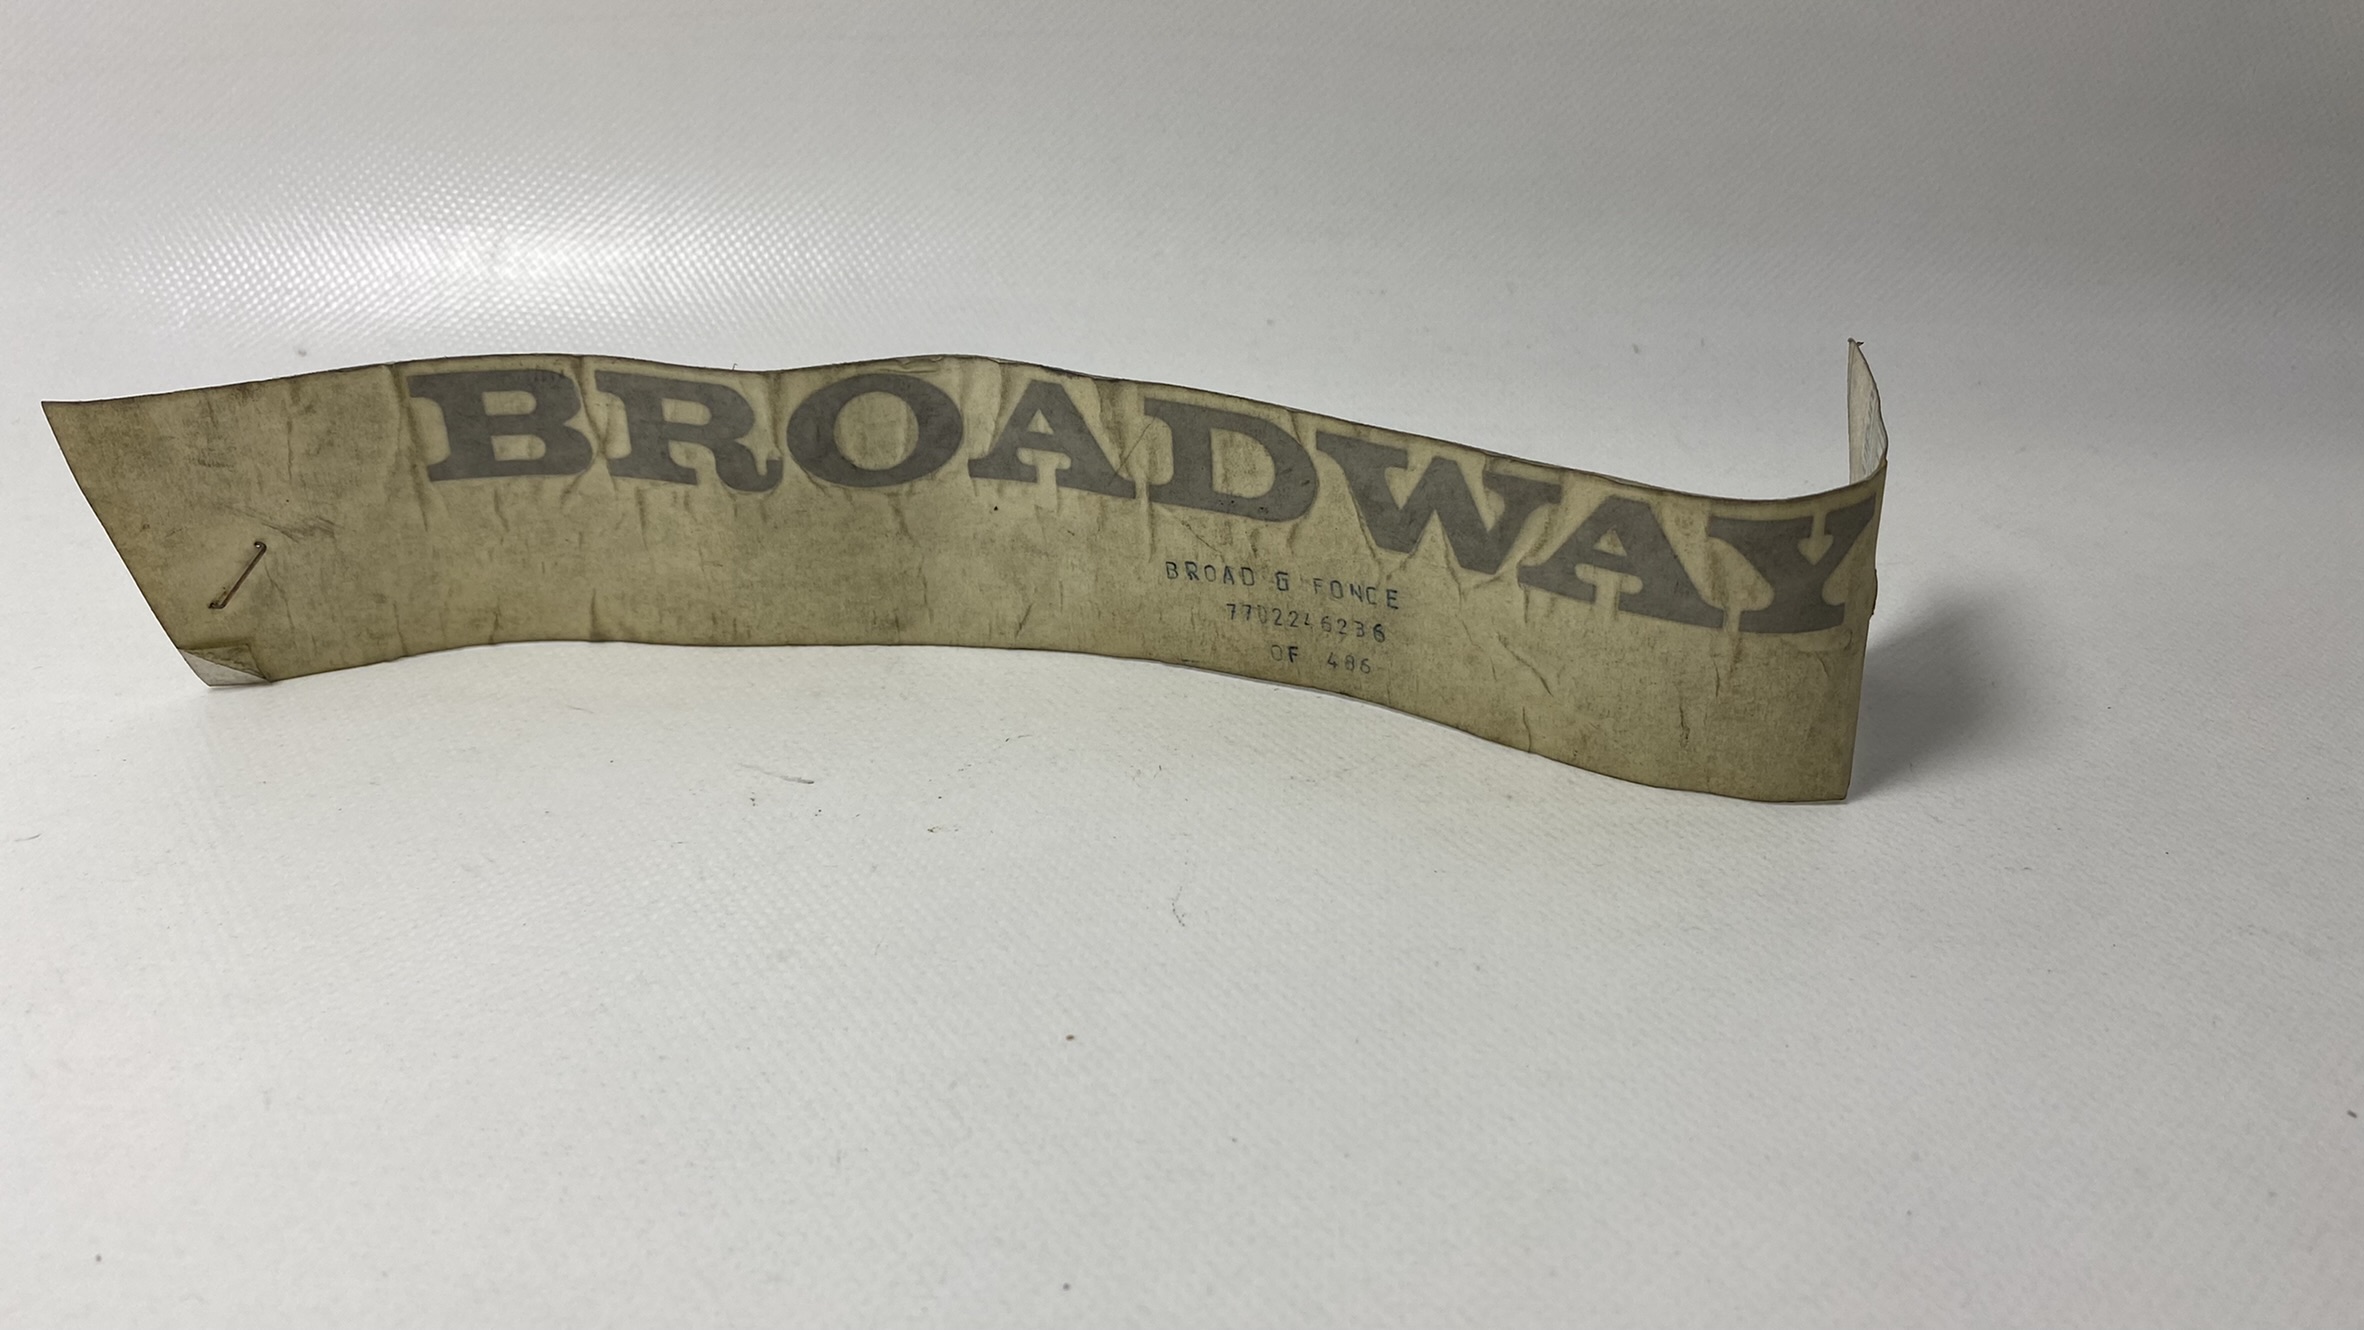 BROADWAY
BROAD G FONCE
7702246236
OF 486